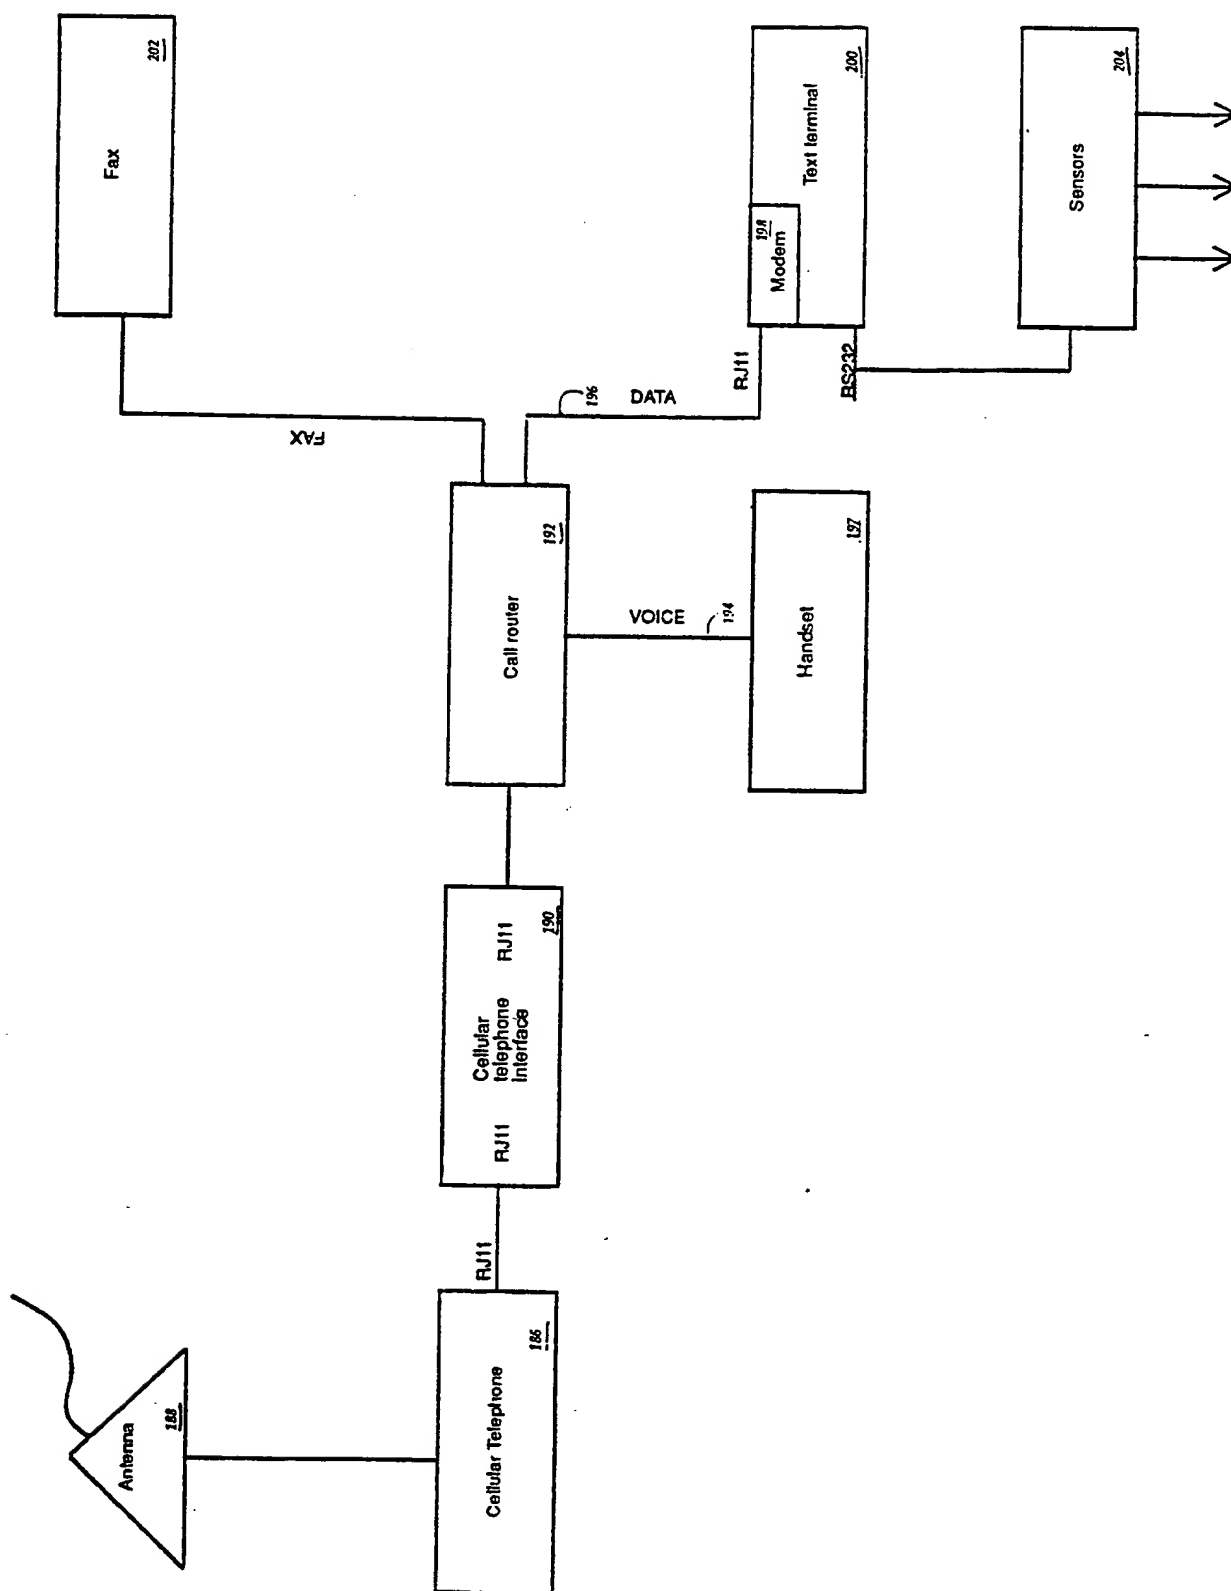 Antenna
188
Cellular Telephone
186
RJ11
RJ11
Cellular
telephone
Interface
RJ11
190
Call router
192
VOICE
194
Handset
197
FAX
Fax
202
DATA
196
RJ11
Modem
198
Text terminal
200
RS232
Sensors
204